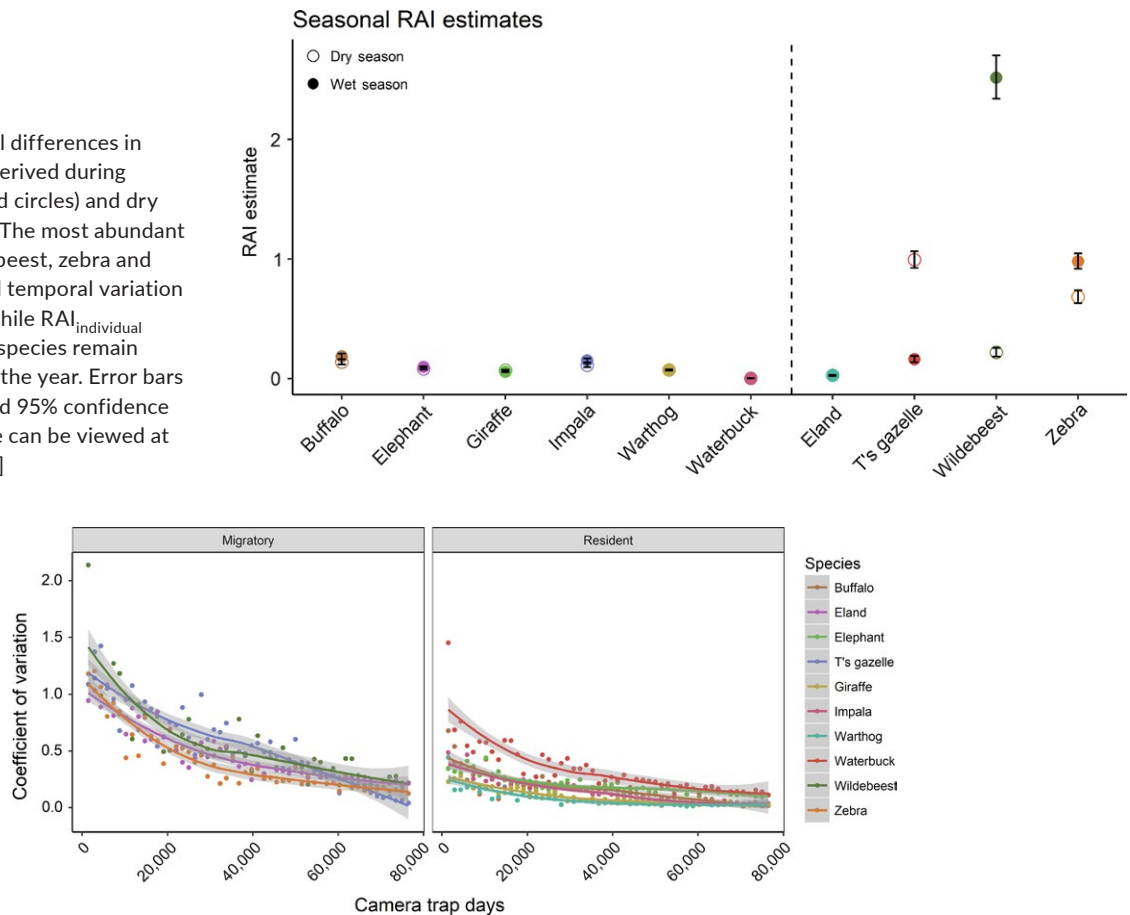 l differences in
erived during
d circles) and dry
The most abundant
beest, zebra and
l temporal variation
while RAIindividual
species remain
the year. Error bars
d 95% confidence
e can be viewed at
]
Seasonal RAI estimates
Dry season
Wet season
RAI estimate
2
1
0
Buffalo
Elephant
Giraffe
Impala
Warthog
Waterbuck
Eland
T's gazelle
Wildebeest
Zebra
Migratory
Resident
Coefficient of variation
2.0
1.5
1.0
0.5
0.0
0
20,000
40,000
60,000
80,000
0
20,000
40,000
60,000
80,000
Camera trap days
Species
Buffalo
Eland
Elephant
T's gazelle
Giraffe
Impala
Warthog
Waterbuck
Wildebeest
Zebra